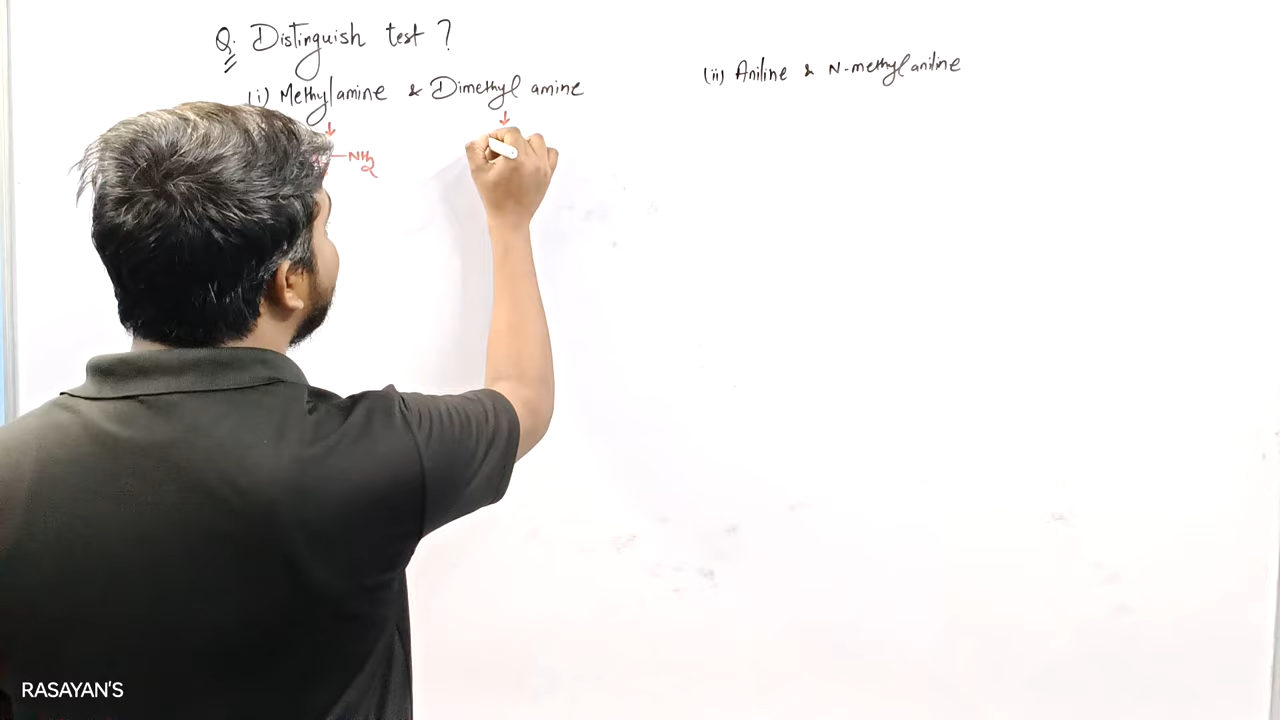 Q. Distinguish test ?
(i) Methylamine & Dimethyl amine
(ii) Aniline & N-methylaniline
-NH2
RASAYAN'S